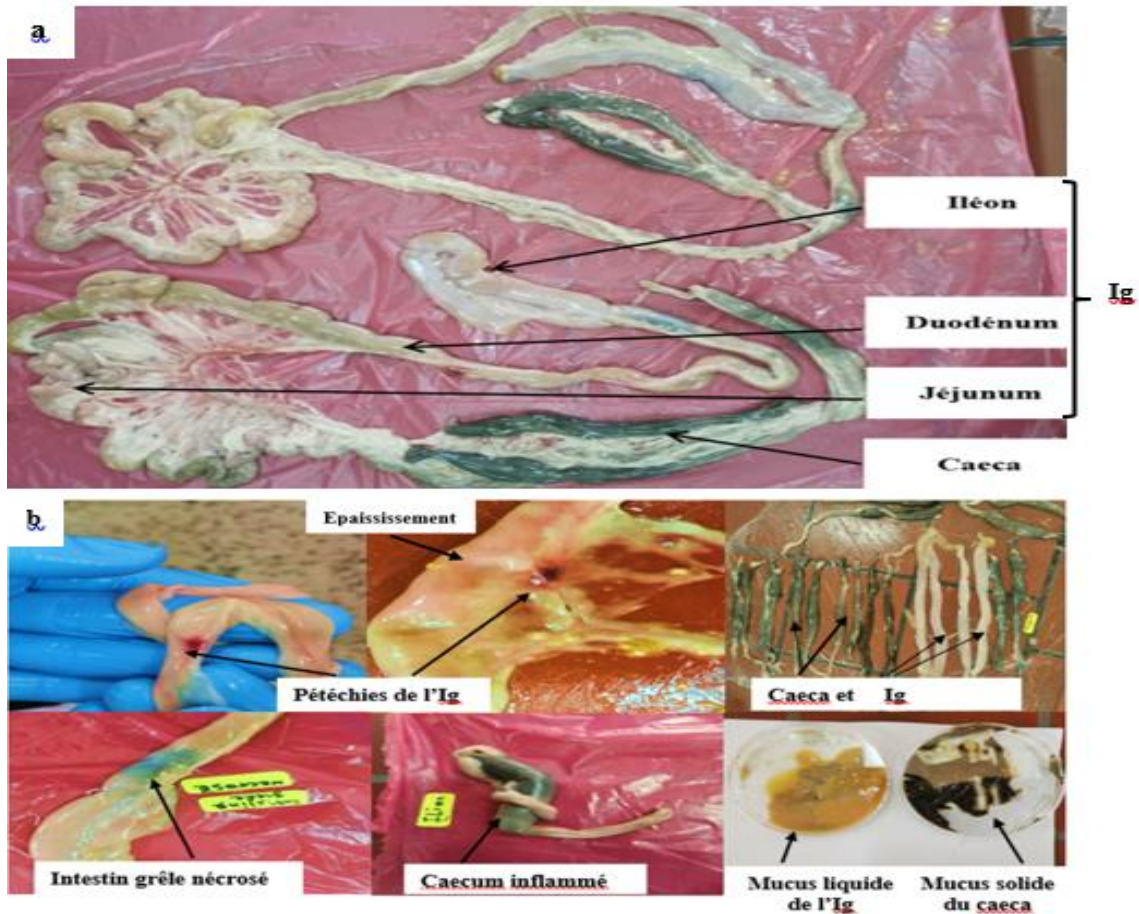 a
Iléon
Ig
Duodénum
Jéjunum
Caeca
b
Epaississement
Pétéchies de l'Ig
Caeca et Ig
Intestin grêle nécrosé
Caecum inflammé
Mucus liquide
de l'Ig
Mucus solide
du caeca